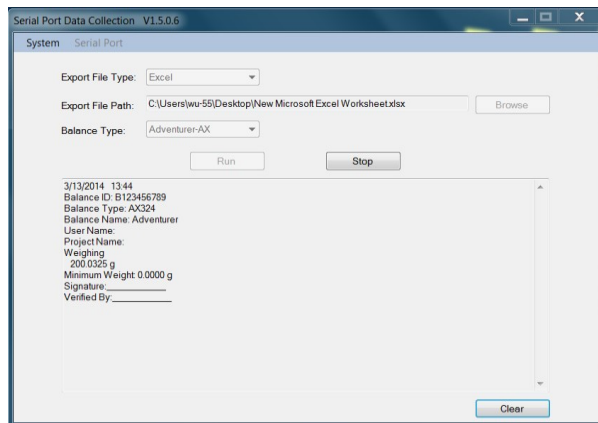 Serial Port Data Collection V1.5.0.6
System Serial Port
Export File Type: Excel
Export File Path: C:\Users\wu-55\Desktop\New Microsoft Excel Worksheet.xlsx Browse
Balance Type: Adventurer-AX
Run Stop
3/13/2014 13:44
Balance ID: B123456789
Balance Type: AX324
Balance Name: Adventurer
User Name:
Project Name:
Weighing
200.0325 g
Minimum Weight: 0.0000 g
Signature:____________
Verified By:____________
Clear